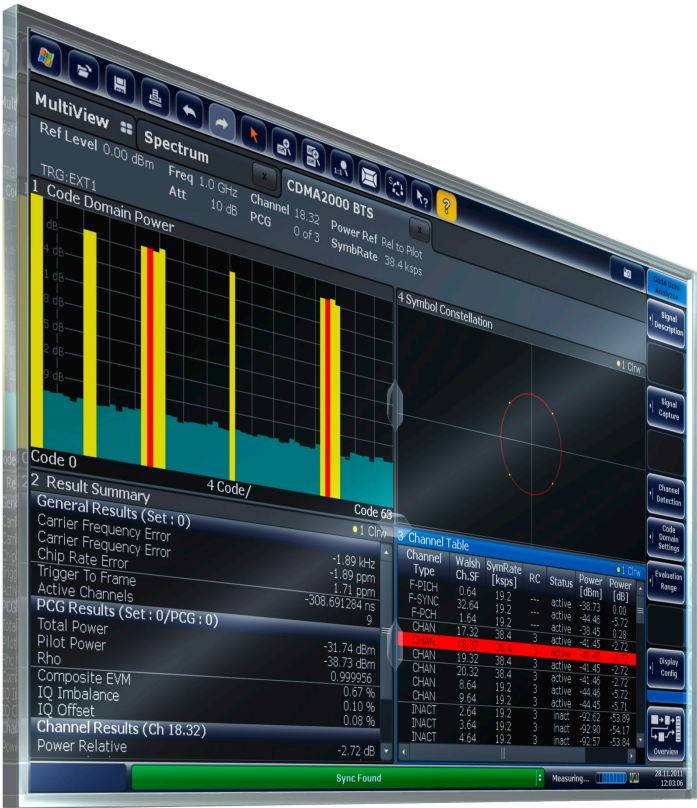 MultiView
Spectrum
CDMA2000 BTS
Ref Level 0.00 dBm
Freq 1.0 GHz
Channel 18.32
Power Ref Rel to Pilot
TRG:EXT1
Att 10 dB
PCG 0 of 3
SymbRate 38.4 ksps
1 Code Domain Power
Code 0
4 Code/
Code 63
4 Symbol Constellation
1 Clrw
2 Result Summary
1 Clrw
General Results (Set : 0)
Carrier Frequency Error -1.89 kHz
Carrier Frequency Error -1.89 ppm
Chip Rate Error 1.71 ppm
Trigger To Frame -308.691284 ns
Active Channels 9
PCG Results (Set : 0/PCG : 0)
Total Power -31.74 dBm
Pilot Power -38.73 dBm
Rho 0.999956
Composite EVM 0.67 %
IQ Imbalance 0.10 %
IQ Offset 0.08 %
Channel Results (Ch 18.32)
Power Relative -2.72 dB
3 Channel Table
1 Clrw
Channel Type Walsh Ch.SF SymRate [ksps] RC Status Power [dBm] Power [dB]
F-PICH 0.64 19.2 --- active -38.73 0.00
F-SYNC 32.64 19.2 --- active -44.46 -5.72
F-PCH 1.64 19.2 --- active -38.45 0.28
CHAN 17.32 38.4 3 active -41.45 -2.72
CHAN 18.32 38.4 3 active -41.45 -2.72
CHAN 19.32 38.4 3 active -41.45 -2.72
CHAN 20.32 38.4 3 active -41.46 -2.72
CHAN 8.64 19.2 3 active -44.46 -5.72
CHAN 9.64 19.2 3 active -44.45 -5.71
INACT 2.64 19.2 3 inact -92.62 -53.89
INACT 3.64 19.2 3 inact -92.90 -54.17
INACT 4.64 19.2 3 inact -92.57 -53.84
Code Dom
Analyzer
Signal
Description
Signal
Capture
Channel
Detection
Code
Domain
Settings
Evaluation
Range
Display
Config
Overview
Sync Found
Measuring...
28.11.2011
12:03:06